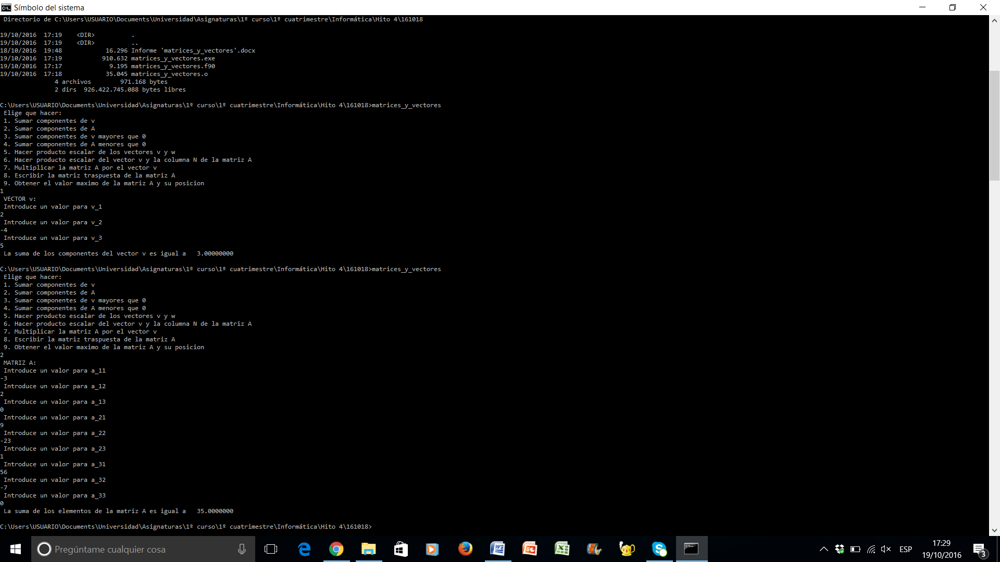 Símbolo del sistema
Directorio de C:\Users\USUARIO\Documents\Universidad\Asignaturas\1º curso\1º cuatrimestre\Informática\Hito 4\161018
19/10/2016  17:19    <DIR>          .
19/10/2016  17:19    <DIR>          ..
18/10/2016  19:48            16.296 Informe 'matrices_y_vectores'.docx
19/10/2016  17:19           910.632 matrices_y_vectores.exe
19/10/2016  17:17             9.195 matrices_y_vectores.f90
19/10/2016  17:18            35.045 matrices_y_vectores.o
4 archivos        971.168 bytes
2 dirs  926.422.745.088 bytes libres
C:\Users\USUARIO\Documents\Universidad\Asignaturas\1º curso\1º cuatrimestre\Informática\Hito 4\161018>matrices_y_vectores
Elige que hacer:
1. Sumar componentes de v
2. Sumar componentes de A
3. Sumar componentes de v mayores que 0
4. Sumar componentes de A menores que 0
5. Hacer producto escalar de los vectores v y w
6. Hacer producto escalar del vector v y la columna N de la matriz A
7. Multiplicar la matriz A por el vector v
8. Escribir la matriz traspuesta de la matriz A
9. Obtener el valor maximo de la matriz A y su posicion
1
VECTOR v:
Introduce un valor para v_1
2
Introduce un valor para v_2
-4
Introduce un valor para v_3
5
La suma de los componentes del vector v es igual a   3.00000000
C:\Users\USUARIO\Documents\Universidad\Asignaturas\1º curso\1º cuatrimestre\Informática\Hito 4\161018>matrices_y_vectores
Elige que hacer:
1. Sumar componentes de v
2. Sumar componentes de A
3. Sumar componentes de v mayores que 0
4. Sumar componentes de A menores que 0
5. Hacer producto escalar de los vectores v y w
6. Hacer producto escalar del vector v y la columna N de la matriz A
7. Multiplicar la matriz A por el vector v
8. Escribir la matriz traspuesta de la matriz A
9. Obtener el valor maximo de la matriz A y su posicion
2
MATRIZ A:
Introduce un valor para a_11
-3
Introduce un valor para a_12
2
Introduce un valor para a_13
0
Introduce un valor para a_21
9
Introduce un valor para a_22
-23
Introduce un valor para a_23
1
Introduce un valor para a_31
56
Introduce un valor para a_32
-7
Introduce un valor para a_33
0
La suma de los elementos de la matriz A es igual a   35.0000000
C:\Users\USUARIO\Documents\Universidad\Asignaturas\1º curso\1º cuatrimestre\Informática\Hito 4\161018>
Pregúntame cualquier cosa
ESP
17:29
19/10/2016
3